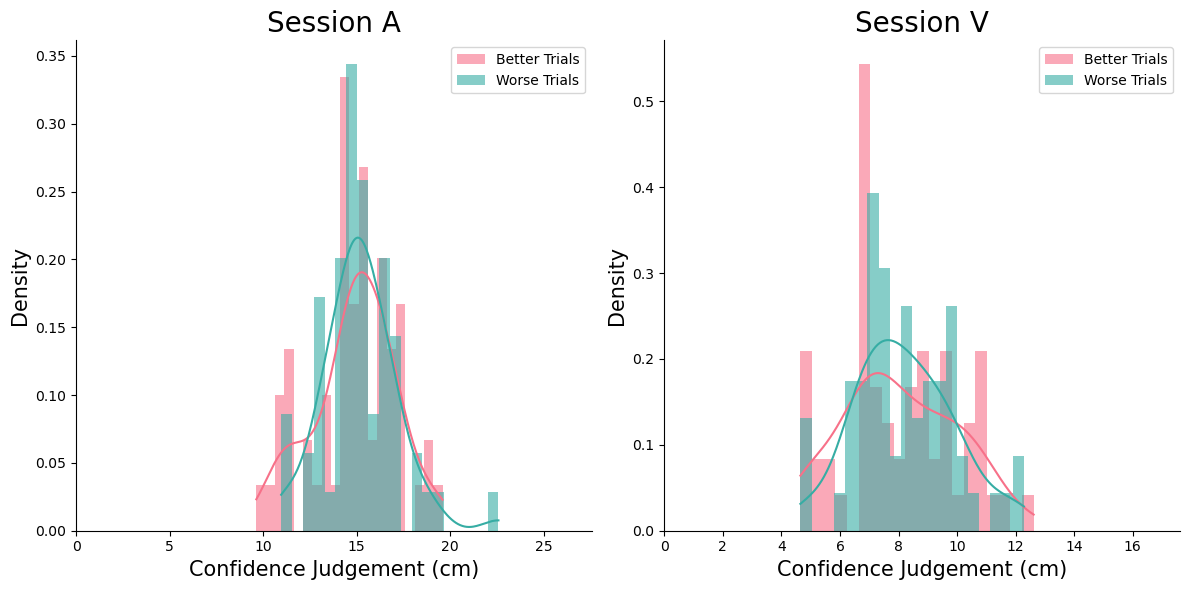 Session A
Better Trials
Worse Trials
Density
0.35
0.30
0.25
0.20
0.15
0.10
0.05
0.00
0
5
10
15
20
25
Confidence Judgement (cm)
Session V
Better Trials
Worse Trials
Density
0.5
0.4
0.3
0.2
0.1
0.0
0
2
4
6
8
10
12
14
16
Confidence Judgement (cm)